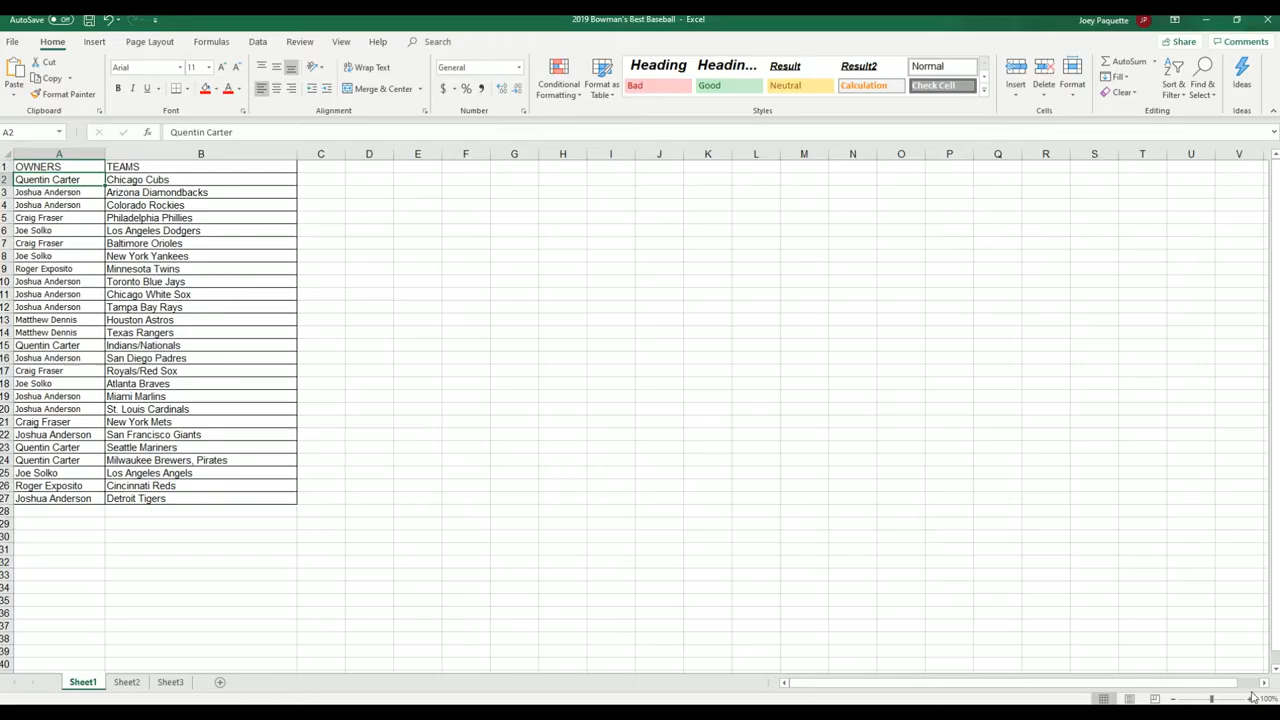 AutoSave Off 2019 Bowman's Best Baseball - Excel Joey Paquette JP
File Home Insert Page Layout Formulas Data Review View Help Search Share Comments
Cut
Copy
Format Painter
Paste
Clipboard
Arial 11 A A
B I U A
Font
Wrap Text
Merge & Center
Alignment
General
$ % ,
Number
Conditional Formatting
Format as Table
Heading Headin... Result Result2 Normal
Bad Good Neutral Calculation Check Cell
Styles
Insert Delete Format
Cells
AutoSum
Fill
Clear
Sort & Filter
Find & Select
Editing
Ideas
Ideas
A2 fx Quentin Carter
A B C D E F G H I J K L M N O P Q R S T U V
1 OWNERS TEAMS
2 Quentin Carter Chicago Cubs
3 Joshua Anderson Arizona Diamondbacks
4 Joshua Anderson Colorado Rockies
5 Craig Fraser Philadelphia Phillies
6 Joe Solko Los Angeles Dodgers
7 Craig Fraser Baltimore Orioles
8 Joe Solko New York Yankees
9 Roger Exposito Minnesota Twins
10 Joshua Anderson Toronto Blue Jays
11 Joshua Anderson Chicago White Sox
12 Joshua Anderson Tampa Bay Rays
13 Matthew Dennis Houston Astros
14 Matthew Dennis Texas Rangers
15 Quentin Carter Indians/Nationals
16 Joshua Anderson San Diego Padres
17 Craig Fraser Royals/Red Sox
18 Joe Solko Atlanta Braves
19 Joshua Anderson Miami Marlins
20 Joshua Anderson St. Louis Cardinals
21 Craig Fraser New York Mets
22 Joshua Anderson San Francisco Giants
23 Quentin Carter Seattle Mariners
24 Quentin Carter Milwaukee Brewers, Pirates
25 Joe Solko Los Angeles Angels
26 Roger Exposito Cincinnati Reds
27 Joshua Anderson Detroit Tigers
28
29
30
31
32
33
34
35
36
37
38
39
40
Sheet1 Sheet2 Sheet3
100%